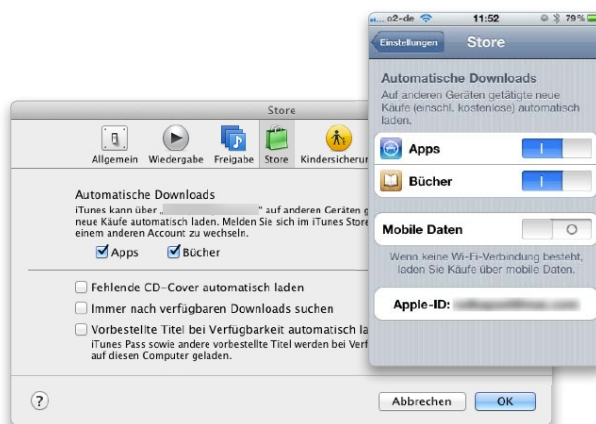 Store
Allgemein Wiedergabe Freigabe Store Kindersicherun
Automatische Downloads
iTunes kann über „ " auf anderen Geräten g
neue Käufe automatisch laden. Melden Sie sich im iTunes Store
einem anderen Account zu wechseln.
Apps Bücher
Fehlende CD-Cover automatisch laden
Immer nach verfügbaren Downloads suchen
Vorbestellte Titel bei Verfügbarkeit automatisch la
iTunes Pass sowie andere vorbestellte Titel werden bei Verf
auf diesen Computer geladen.
? Abbrechen OK
o2-de 11:52 79%
Einstellungen Store
Automatische Downloads
Auf anderen Geräten getätigte neue
Käufe (einschl. kostenlose) automatisch
laden.
Apps
Bücher
Mobile Daten
Wenn keine Wi-Fi-Verbindung besteht,
laden Sie Käufe über mobile Daten.
Apple-ID: